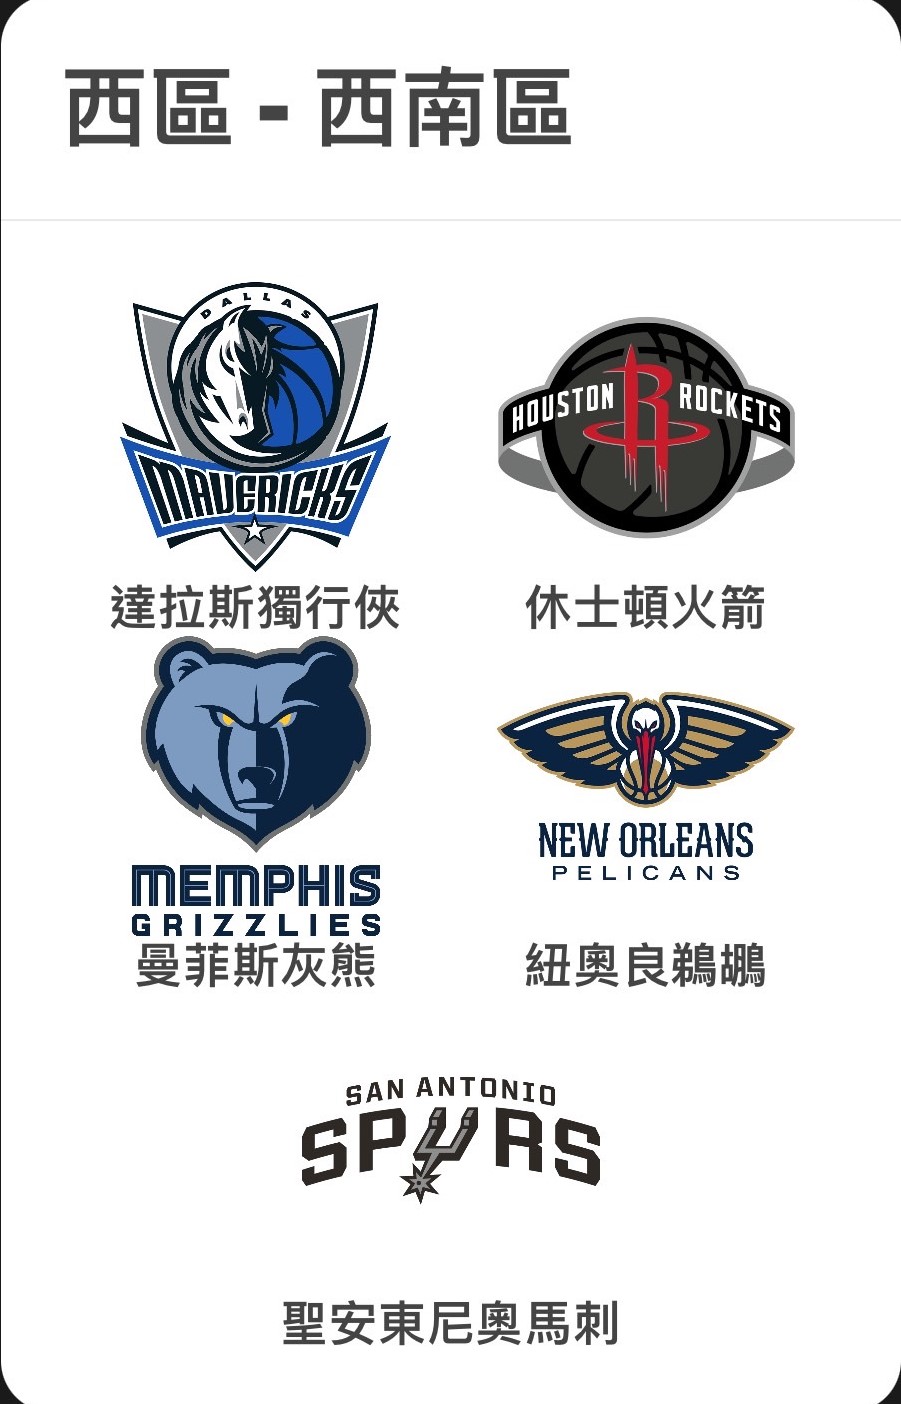 西區 - 西南區
DALLAS
MAVERICKS
達拉斯獨行俠
HOUSTON ROCKETS
休士頓火箭
MEMPHIS
GRIZZLIES
曼菲斯灰熊
NEW ORLEANS
PELICANS
紐奧良鵜鶘
SAN ANTONIO
SPURS
聖安東尼奧馬刺